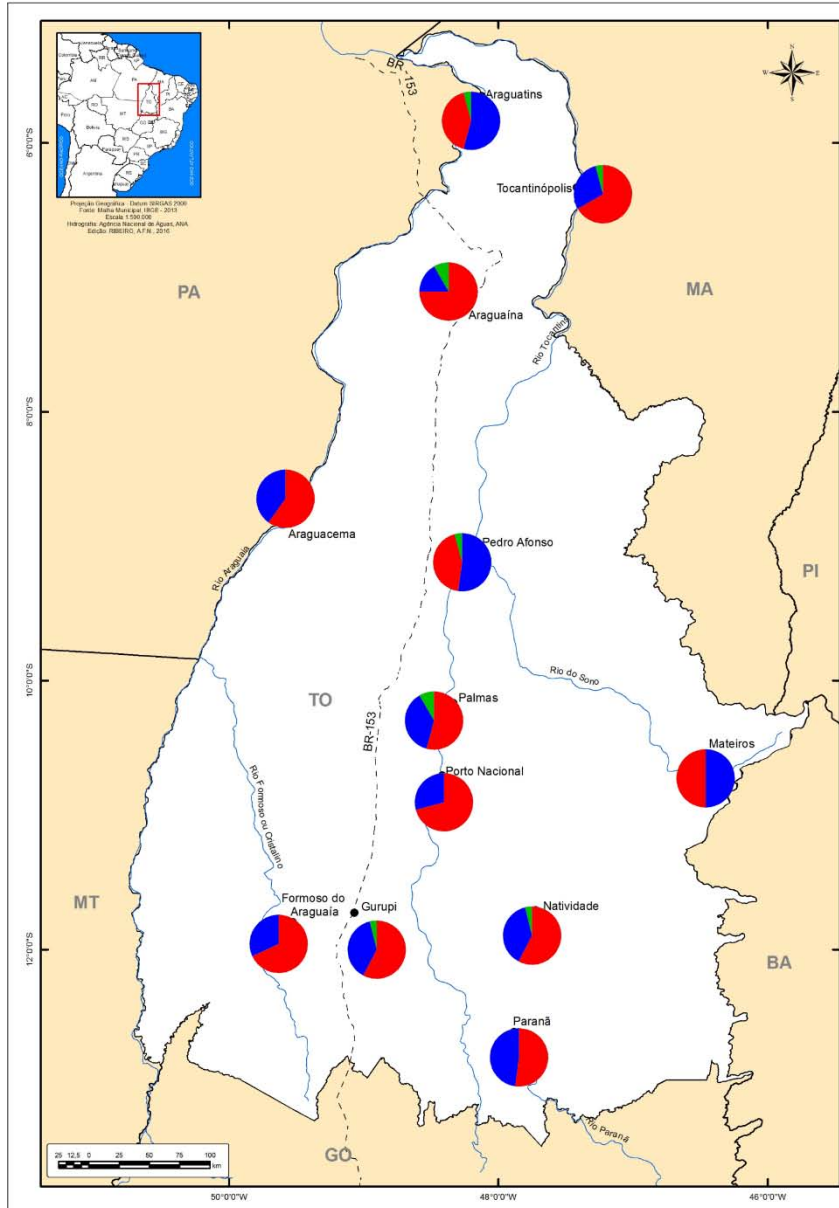 Projeção Geográfica - Datum SIRGAS 2000
Fonte: Malha Municipal, IBGE - 2013
Escala 1:590.000
Hidrografia: Agência Nacional de Águas, ANA
Edição: RIBEIRO, A.F.N., 2016
N
W
E
S
BR -153
Araguatins
Tocantinópolis
PA
MA
Araguaína
Rio Tocantins
6°0'0"S
8°0'0"S
Araguacema
Rio Araguaia
Pedro Afonso
PI
Rio do Sono
10°0'0"S
TO
BR-153
Palmas
Mateiros
Porto Nacional
Rio Formoso ou Cristalino
MT
Formoso do
Araguaía
Gurupi
Natividade
12°0'0"S
BA
Paranã
Rio Paranã
GO
25 12,5 0 25 50 75 100
km
50°0'0"W
48°0'0"W
46°0'0"W